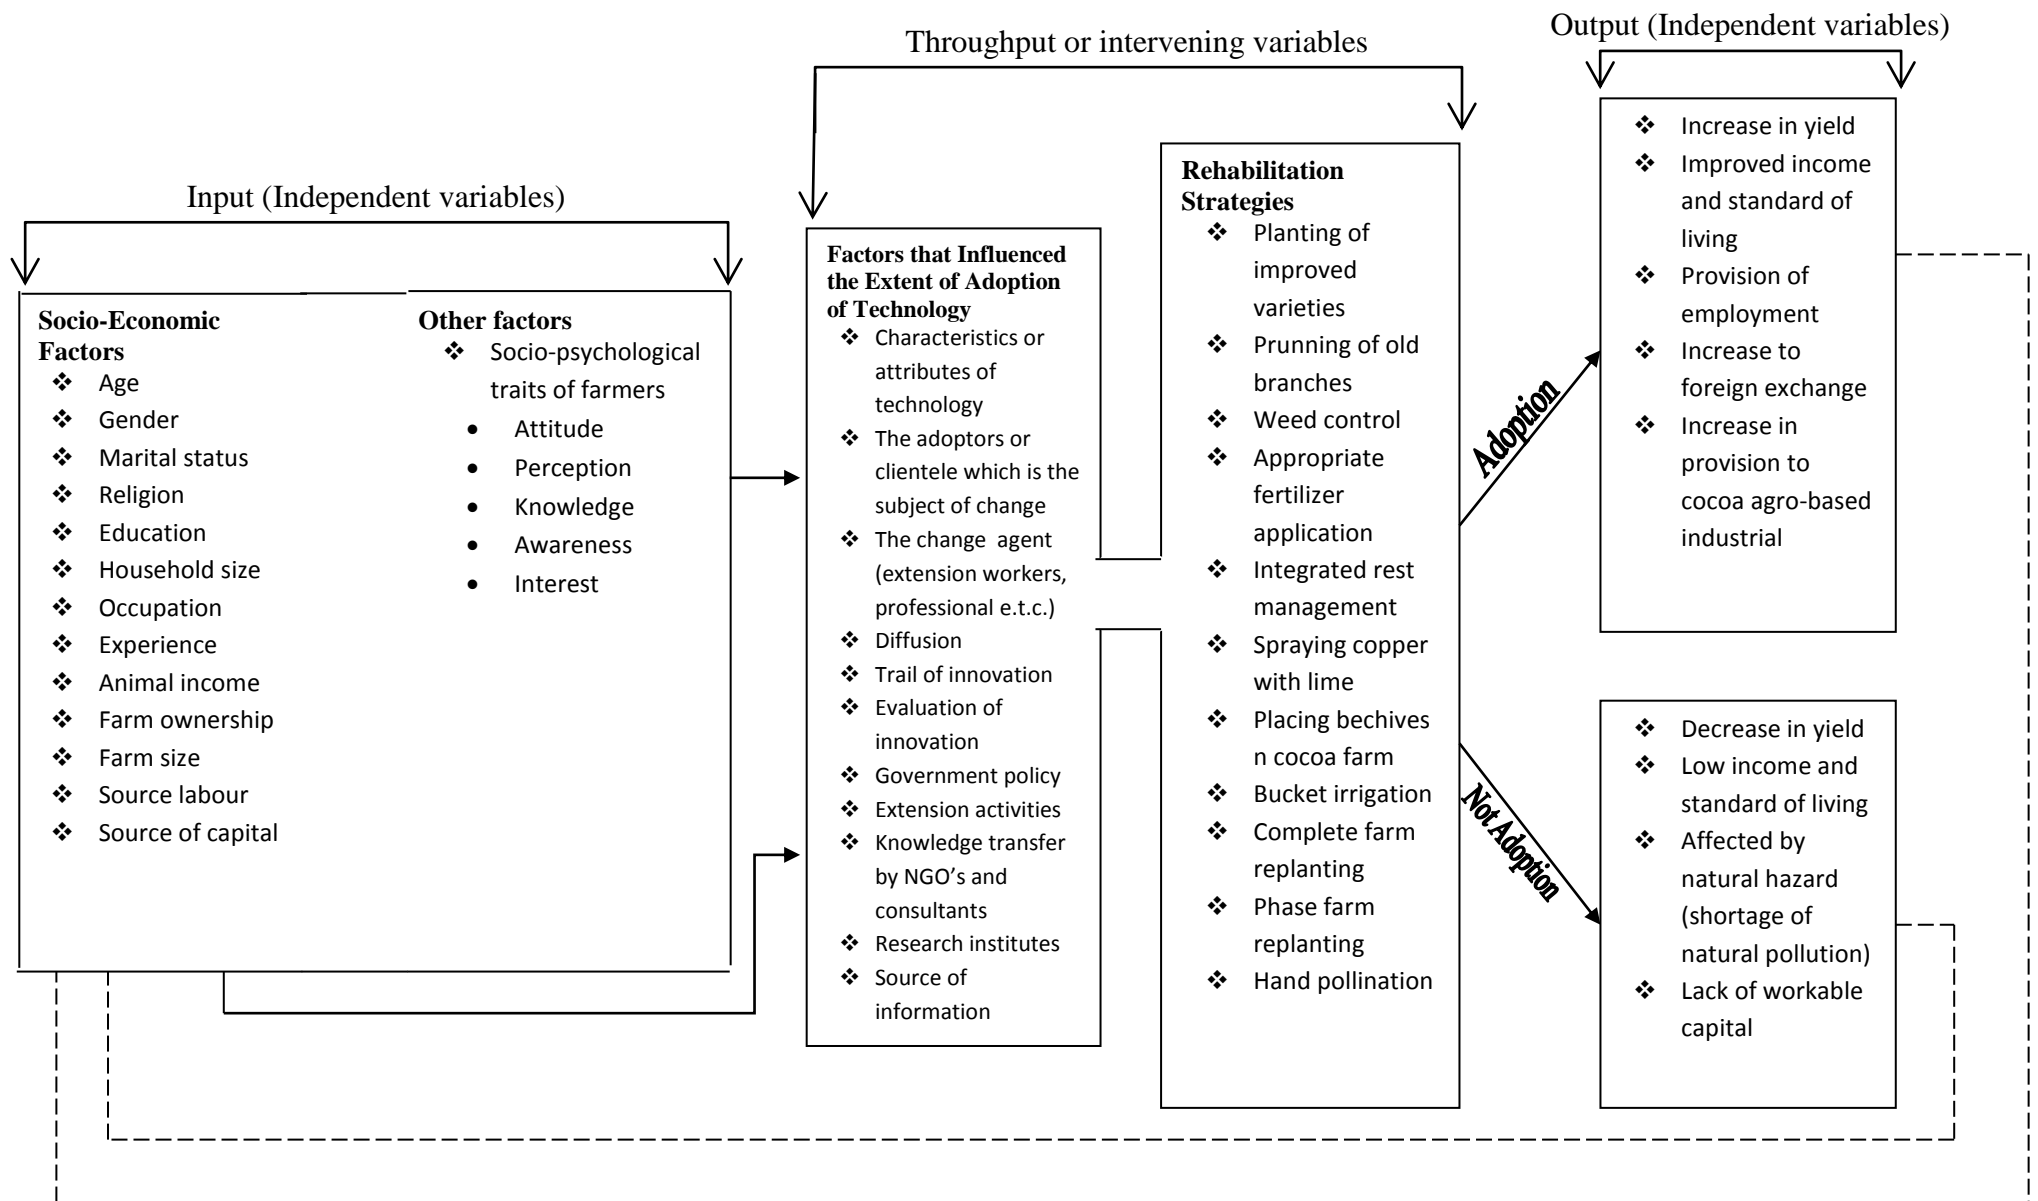 Input (Independent variables)
Throughput or intervening variables
Output (Independent variables)
Socio-Economic
Factors
❖ Age
❖ Gender
❖ Marital status
❖ Religion
❖ Education
❖ Household size
❖ Occupation
❖ Experience
❖ Animal income
❖ Farm ownership
❖ Farm size
❖ Source labour
❖ Source of capital
Other factors
❖ Socio-psychological
traits of farmers
• Attitude
• Perception
• Knowledge
• Awareness
• Interest
Factors that Influenced
the Extent of Adoption
of Technology
❖ Characteristics or
attributes of
technology
❖ The adoptors or
clientele which is the
subject of change
❖ The change agent
(extension workers,
professional e.t.c.)
❖ Diffusion
❖ Trail of innovation
❖ Evaluation of
innovation
❖ Government policy
❖ Extension activities
❖ Knowledge transfer
by NGO’s and
consultants
❖ Research institutes
❖ Source of
information
Rehabilitation
Strategies
❖ Planting of
improved
varieties
❖ Prunning of old
branches
❖ Weed control
❖ Appropriate
fertilizer
application
❖ Integrated rest
management
❖ Spraying copper
with lime
❖ Placing bechives
n cocoa farm
❖ Bucket irrigation
❖ Complete farm
replanting
❖ Phase farm
replanting
❖ Hand pollination
Adoption
Not Adoption
❖ Increase in yield
❖ Improved income
and standard of
living
❖ Provision of
employment
❖ Increase to
foreign exchange
❖ Increase in
provision to
cocoa agro-based
industrial
❖ Decrease in yield
❖ Low income and
standard of living
❖ Affected by
natural hazard
(shortage of
natural pollution)
❖ Lack of workable
capital